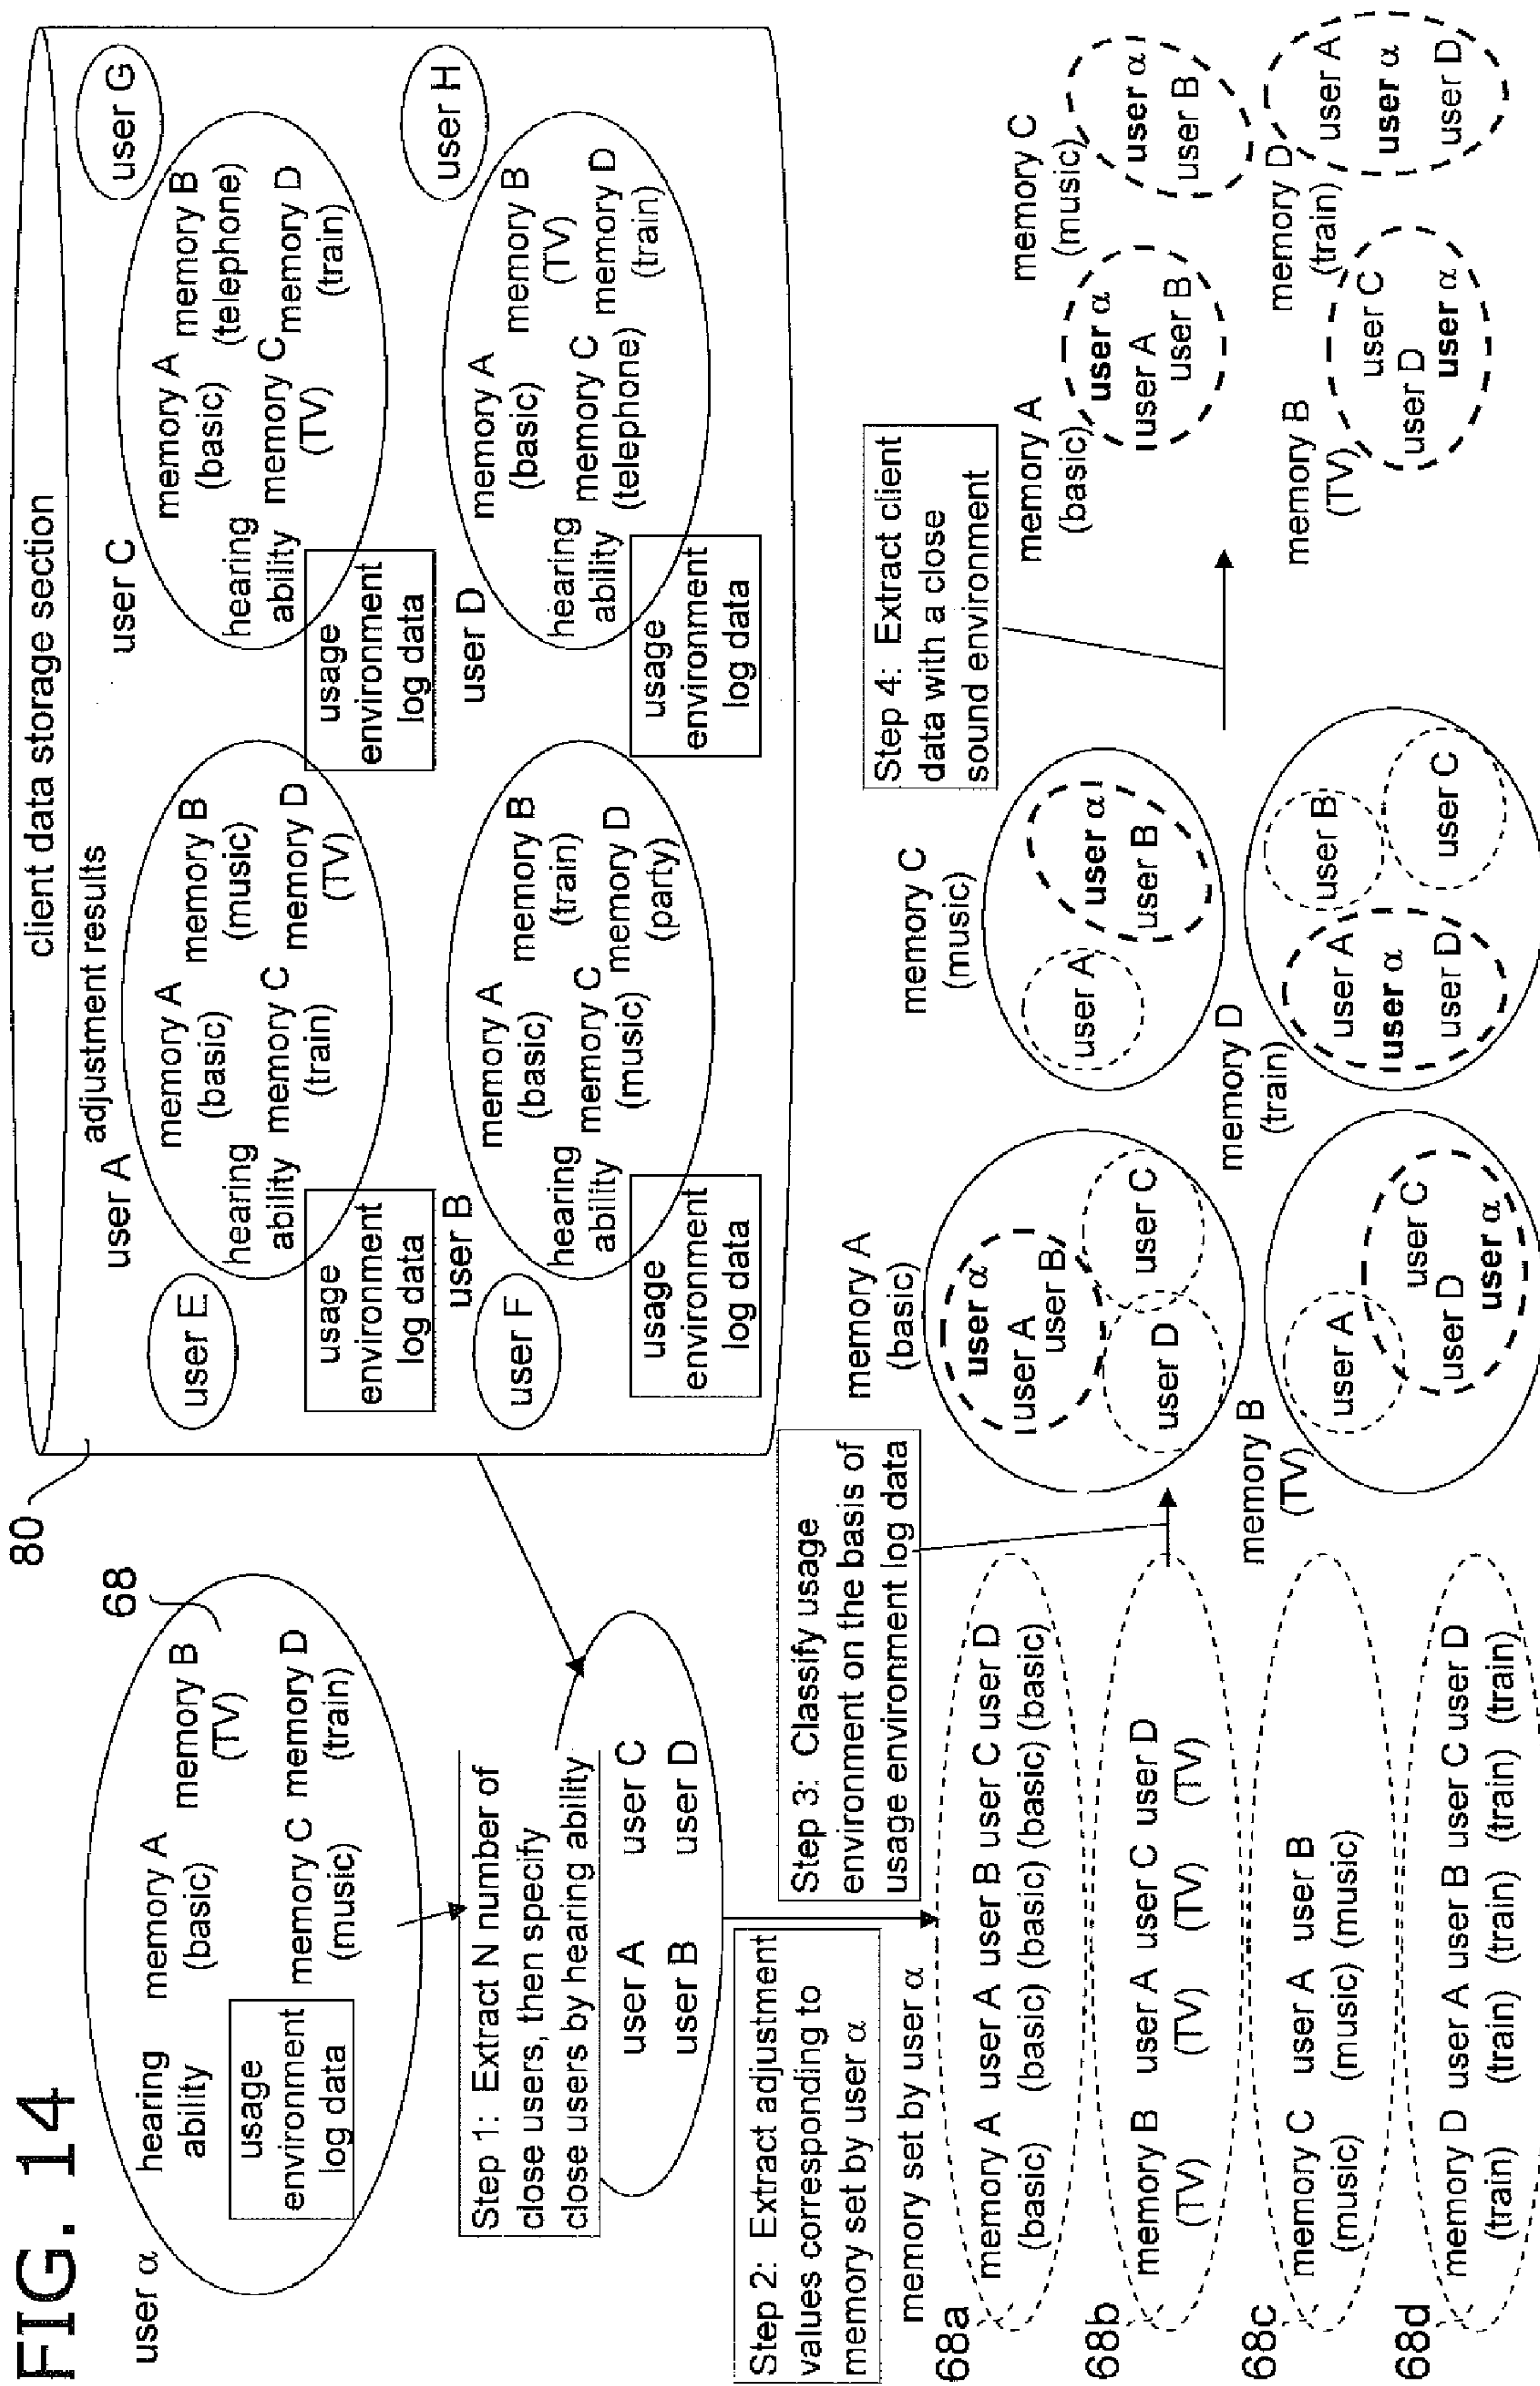 FIG. 14
user α
hearing
ability
memory A
(basic)
memory B
(TV)
usage
environment
log data
memory C
(music)
memory D
(train)
68
80
client data storage section
adjustment results
user A
user E
hearing
ability
memory A
(basic)
memory B
(music)
memory C
(train)
memory D
(TV)
usage
environment
log data
user B
user F
hearing
ability
memory A
(basic)
memory B
(train)
memory C
(music)
memory D
(party)
usage
environment
log data
user C
user G
hearing
ability
memory A
(basic)
memory B
(telephone)
memory C
(TV)
memory D
(train)
usage
environment
log data
user D
user H
hearing
ability
memory A
(basic)
memory B
(TV)
memory C
(telephone)
memory D
(train)
usage
environment
log data
Step 1: Extract N number of
close users, then specify
close users by hearing ability
user A user C
user B user D
Step 2: Extract adjustment
values corresponding to
memory set by user α
memory set by user α
68a
memory A user A user B user C user D
(basic) (basic) (basic) (basic) (basic)
68b
memory B user A user C user D
(TV) (TV) (TV) (TV)
68c
memory C user A user B
(music) (music) (music)
68d
memory D user A user B user C user D
(train) (train) (train) (train) (train)
Step 3: Classify usage
environment on the basis of
usage environment log data
memory A
(basic)
user α
user A
user B
user D
user C
memory C
(music)
user A
user α
user B
memory B
(TV)
user A
user C
user D
user α
memory D
(train)
user A
user α
user D
user B
user C
Step 4: Extract client
data with a close
sound environment
memory A
(basic)
user α
user A
user B
memory C
(music)
user α
user B
memory B
(TV)
user C
user D
user α
memory D
(train)
user A
user α
user D